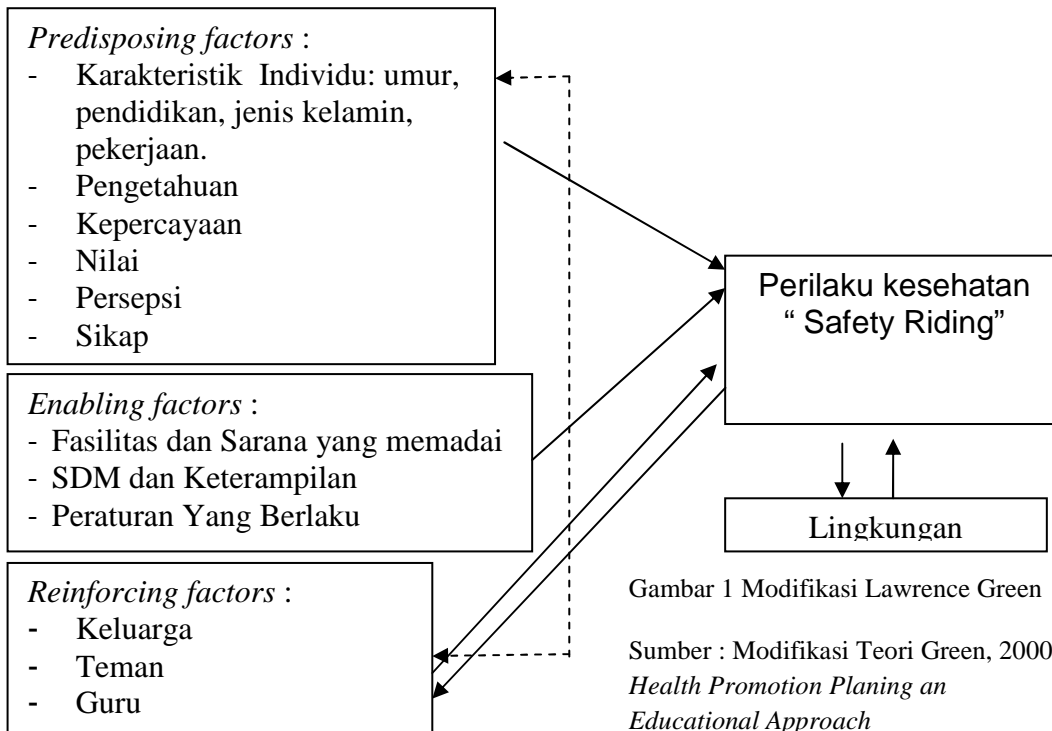 Predisposing factors :
- Karakteristik Individu: umur,
pendidikan, jenis kelamin,
pekerjaan.
- Pengetahuan
- Kepercayaan
- Nilai
- Persepsi
- Sikap
Enabling factors :
- Fasilitas dan Sarana yang memadai
- SDM dan Keterampilan
- Peraturan Yang Berlaku
Reinforcing factors :
- Keluarga
- Teman
- Guru
Perilaku kesehatan
“ Safety Riding”
Lingkungan
Gambar 1 Modifikasi Lawrence Green
Sumber : Modifikasi Teori Green, 2000
Health Promotion Planing an
Educational Approach